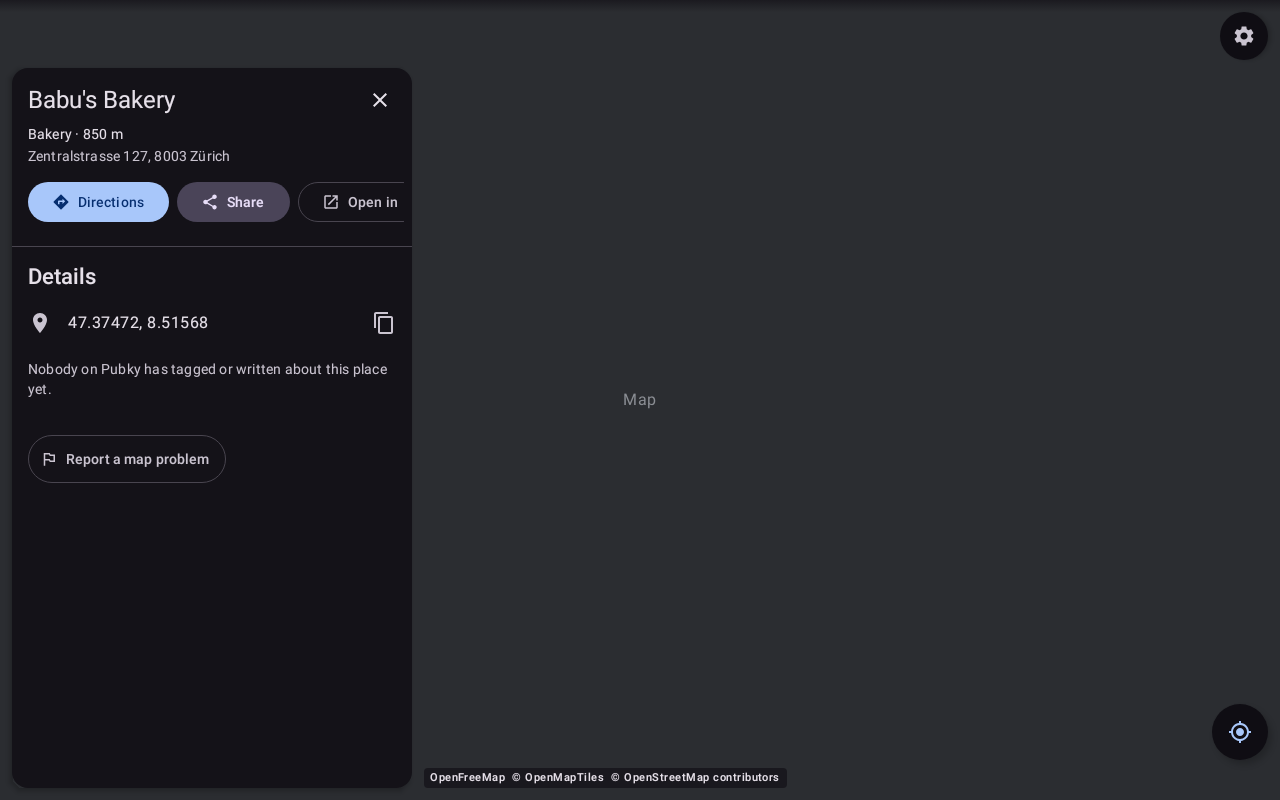 Babu's Bakery
Bakery · 850 m
Zentralstrasse 127, 8003 Zürich
Directions
Share
Open in
Details
47.37472, 8.51568
Nobody on Pubky has tagged or written about this place
yet.
Map
Report a map problem
OpenFreeMap © OpenMapTiles © OpenStreetMap contributors